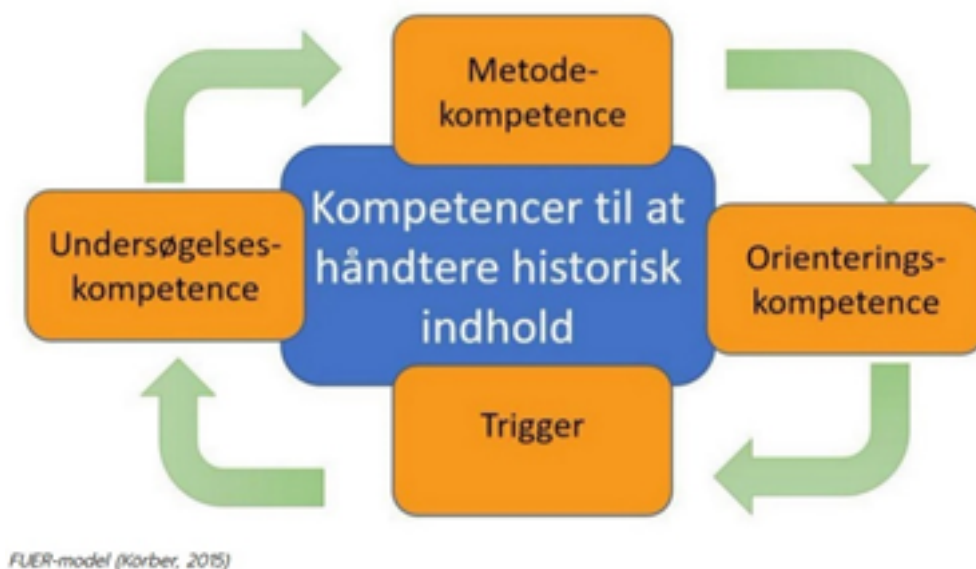 Metode-
kompetence
Kompetencer til at
håndtere historisk
indhold
Undersøgelses-
kompetence
Orienterings-
kompetence
Trigger
FUER-model (Körber, 2015)